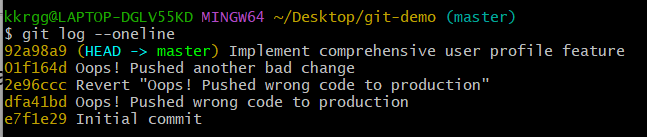 kkrgg@LAPTOP-DGLV55KD MINGW64 ~/Desktop/git-demo (master)
$ git log --oneline
92a98a9 (HEAD -> master) Implement comprehensive user profile feature
01f164d Oops! Pushed another bad change
2e96ccc Revert "Oops! Pushed wrong code to production"
dfa41bd Oops! Pushed wrong code to production
e7f1e29 Initial commit